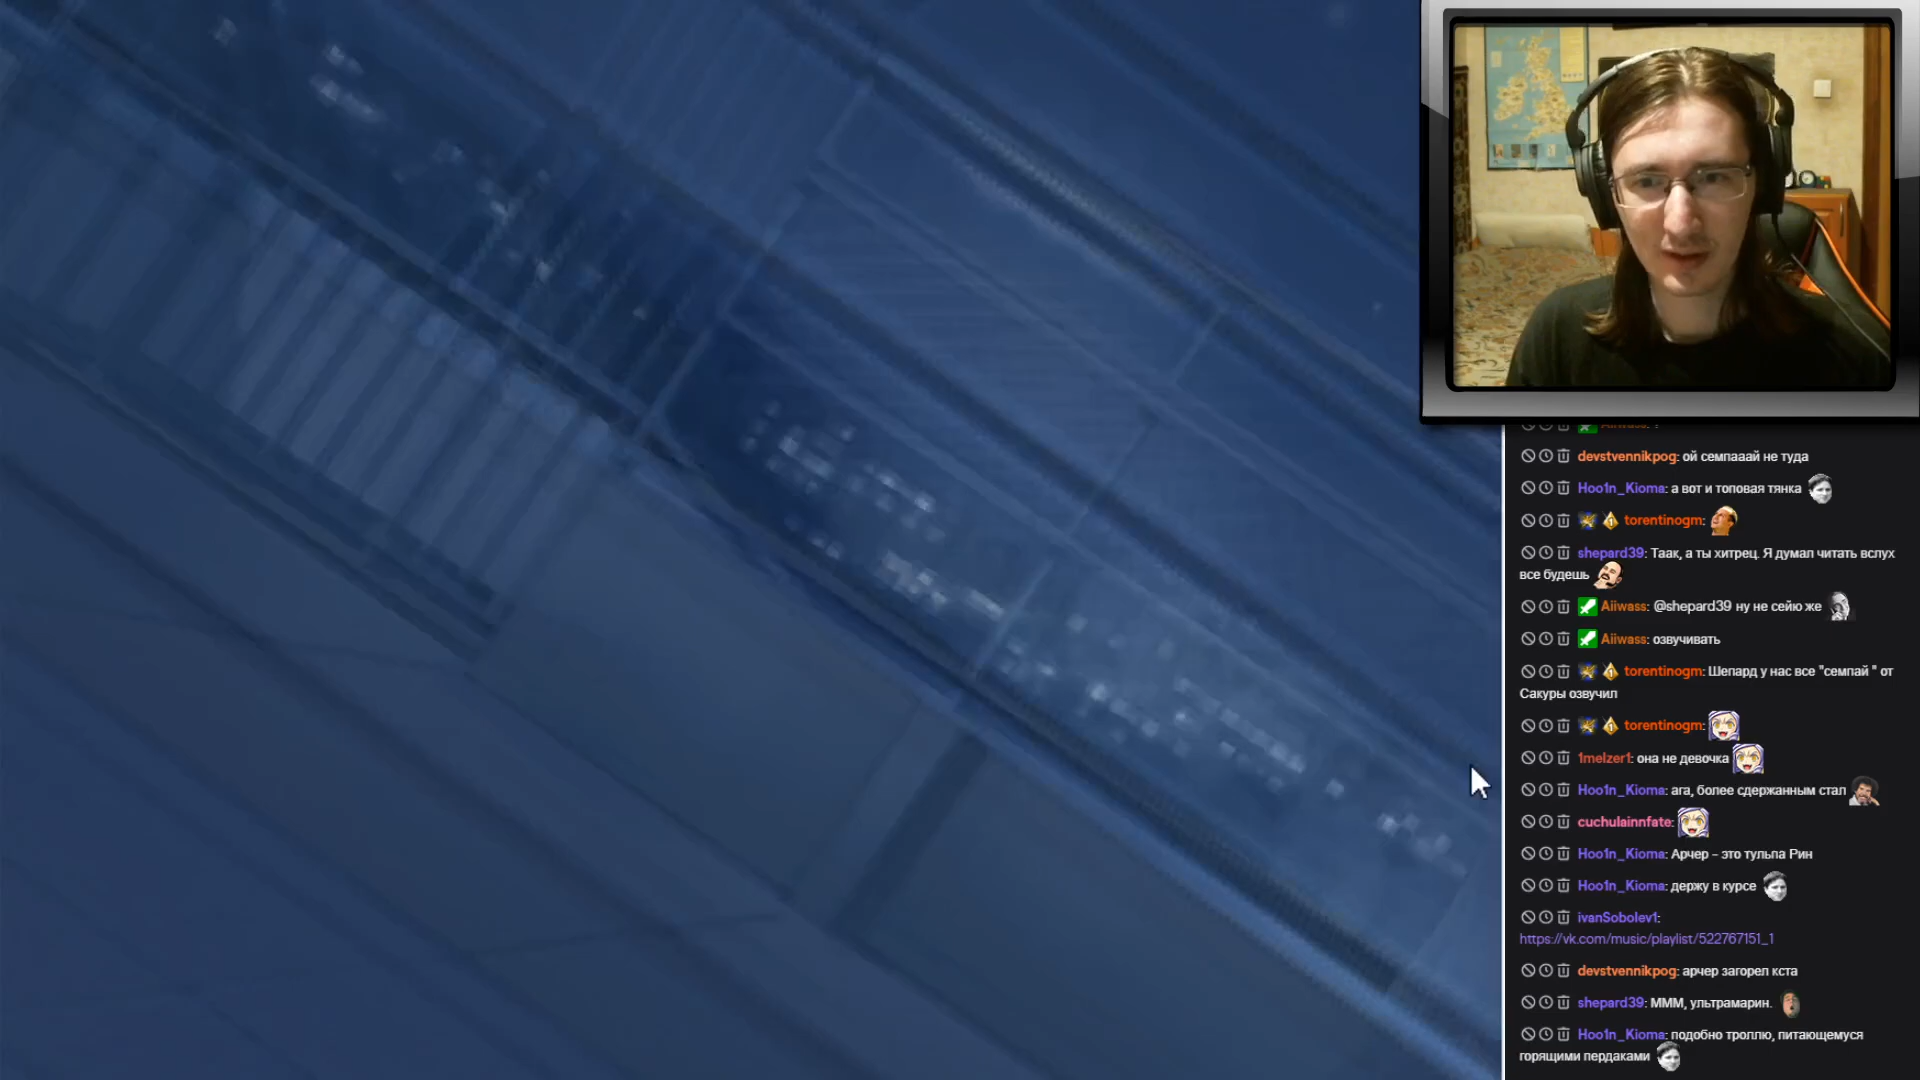 Aiiwass: ?
devstvennikpog: ой семпаааий не туда
Hoo1n_Kioma: а вот и топовая тянка
torentinogm:
shepard39: Таак, а ты хитрец. Я думал читать вслух
все будешь
Aiiwass: @shepard39 ну не сейю же
Aiiwass: озвучивать
torentinogm: Шепард у нас все "семпай " от
Сакуры озвучил
torentinogm:
1melzer1: она не девочка
Hoo1n_Kioma: ага, более сдержанным стал
cuchulainnfate:
Hoo1n_Kioma: Арчер - это тульпа Рин
Hoo1n_Kioma: держу в курсе
ivanSobolev1:
https://vk.com/music/playlist/522767151_1
devstvennikpog: арчер загорел кста
shepard39: МММ, ультрамарин.
Hoo1n_Kioma: подобно троллю, питающемуся
горящими пердаками